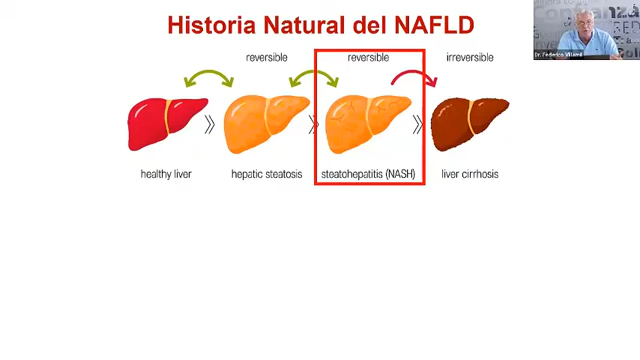 Historia Natural del NAFLD
reversible
reversible
irreversible
healthy liver
hepatic steatosis
steatohepatitis (NASH)
liver cirrhosis
Dr. Federico Villamil